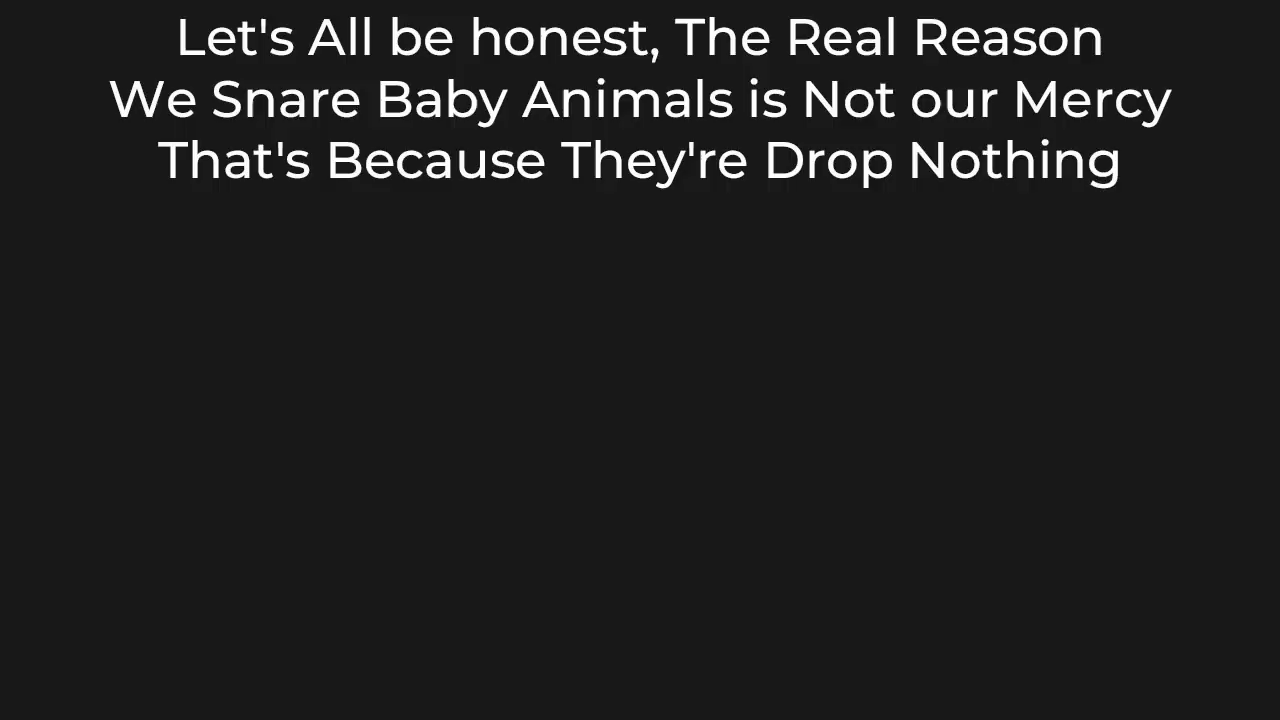 Let's All be honest, The Real Reason
We Snare Baby Animals is Not our Mercy
That's Because They're Drop Nothing